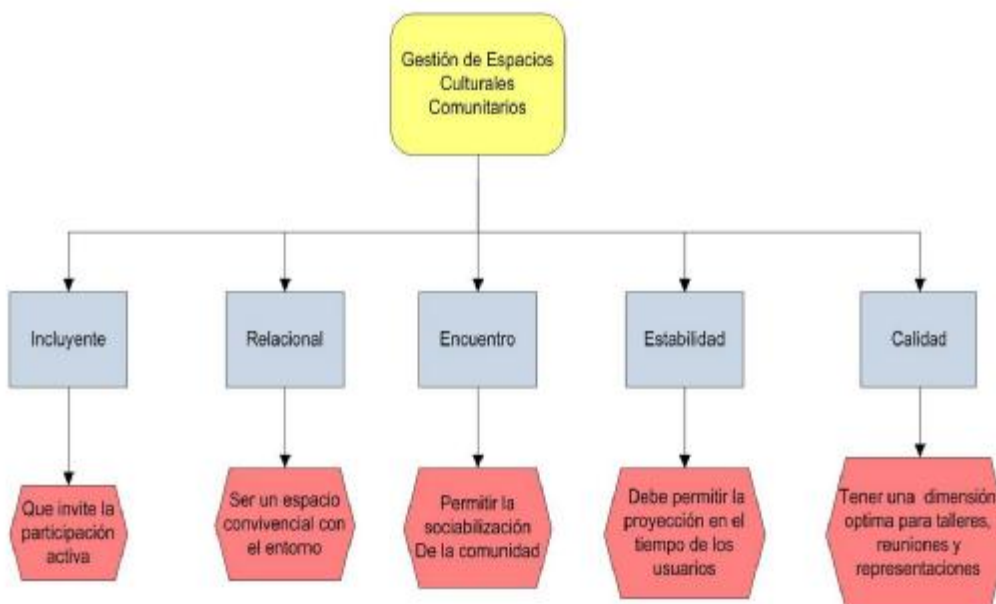 Gestión de Espacios
Culturales
Comunitarios
Incluyente
Relacional
Encuentro
Estabilidad
Calidad
Que invite la
participación
activa
Ser un espacio
convivencial con
el entorno
Permitir la
sociabilización
De la comunidad
Debe permitir la
proyección en el
tiempo de los
usuarios
Tener una dimensión
optima para talleres,
reuniones y
representaciones